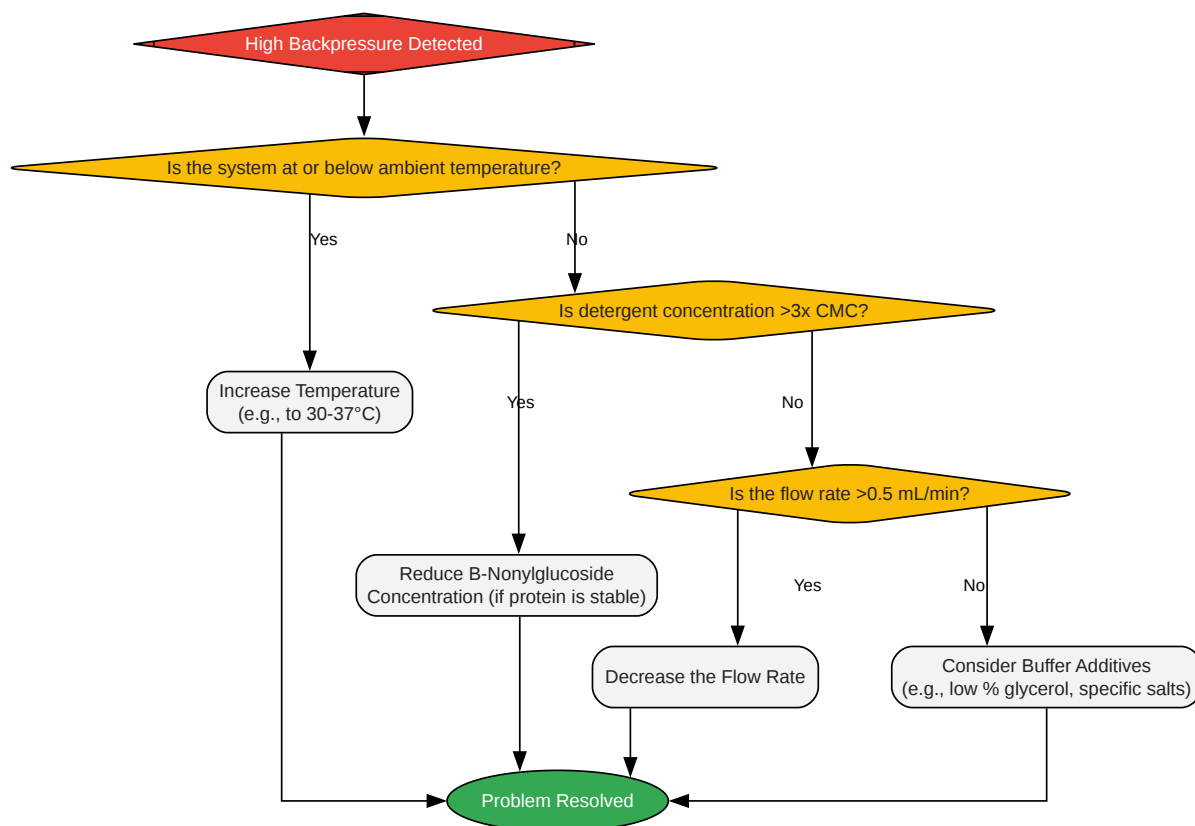 High Backpressure Detected
Is the system at or below ambient temperature?
Yes
No
Is detergent concentration >3x CMC?
Increase Temperature
(e.g., to 30-37°C)
Yes
No
Is the flow rate >0.5 mL/min?
Reduce B-Nonylglucoside
Concentration (if protein is stable)
Yes
No
Decrease the Flow Rate
Consider Buffer Additives
(e.g., low % glycerol, specific salts)
Problem Resolved